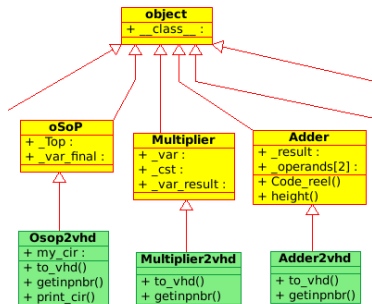 object
+ __class__ :
oSoP
+ _Top :
+ _var_final :
Multiplier
+ _var :
+ _cst :
+ _var_result :
Adder
+ _result :
+ _operands[2] :
+ Code_reel()
+ height()
Osop2vhd
+ my_cir :
+ to_vhd()
+ getinpnbr()
+ print_cir()
Multiplier2vhd
+ to_vhd()
+ getinpnbr()
Adder2vhd
+ to_vhd()
+ getinpnbr()